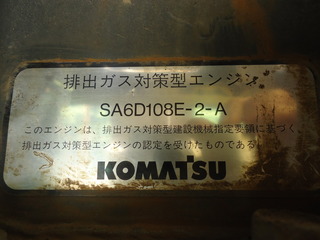 排出ガス対策型エンジン
SA6D108E-2-A
このエンジンは、排出ガス対策型建設機械指定要領に基づく、
排出ガス対策型エンジンの認定を受けたものである。
KOMATSU